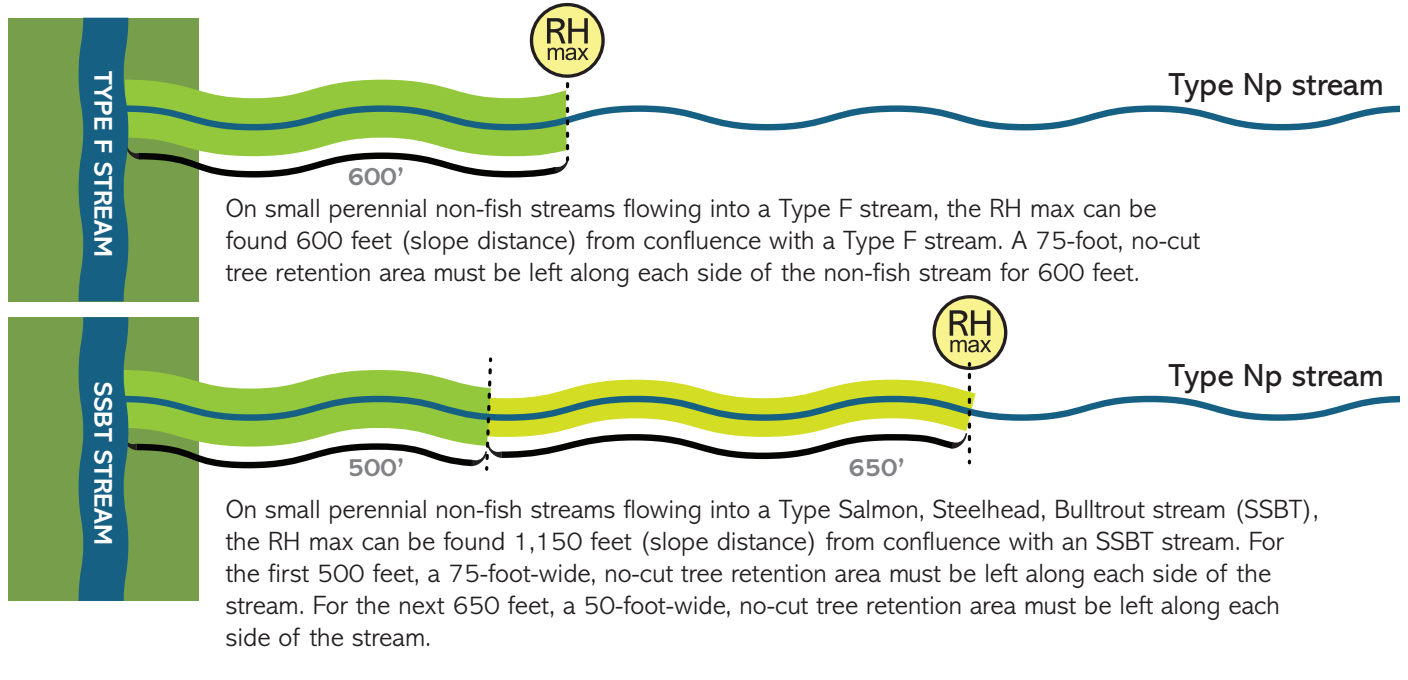 RH
max
Type Np stream
TYPE F STREAM
600’
On small perennial non-fish streams flowing into a Type F stream, the RH max can be
found 600 feet (slope distance) from confluence with a Type F stream. A 75-foot, no-cut
tree retention area must be left along each side of the non-fish stream for 600 feet.
RH
max
Type Np stream
SSBT STREAM
500’
650’
On small perennial non-fish streams flowing into a Type Salmon, Steelhead, Bulltrout stream (SSBT),
the RH max can be found 1,150 feet (slope distance) from confluence with an SSBT stream. For
the first 500 feet, a 75-foot-wide, no-cut tree retention area must be left along each side of the
stream. For the next 650 feet, a 50-foot-wide, no-cut tree retention area must be left along each
side of the stream.